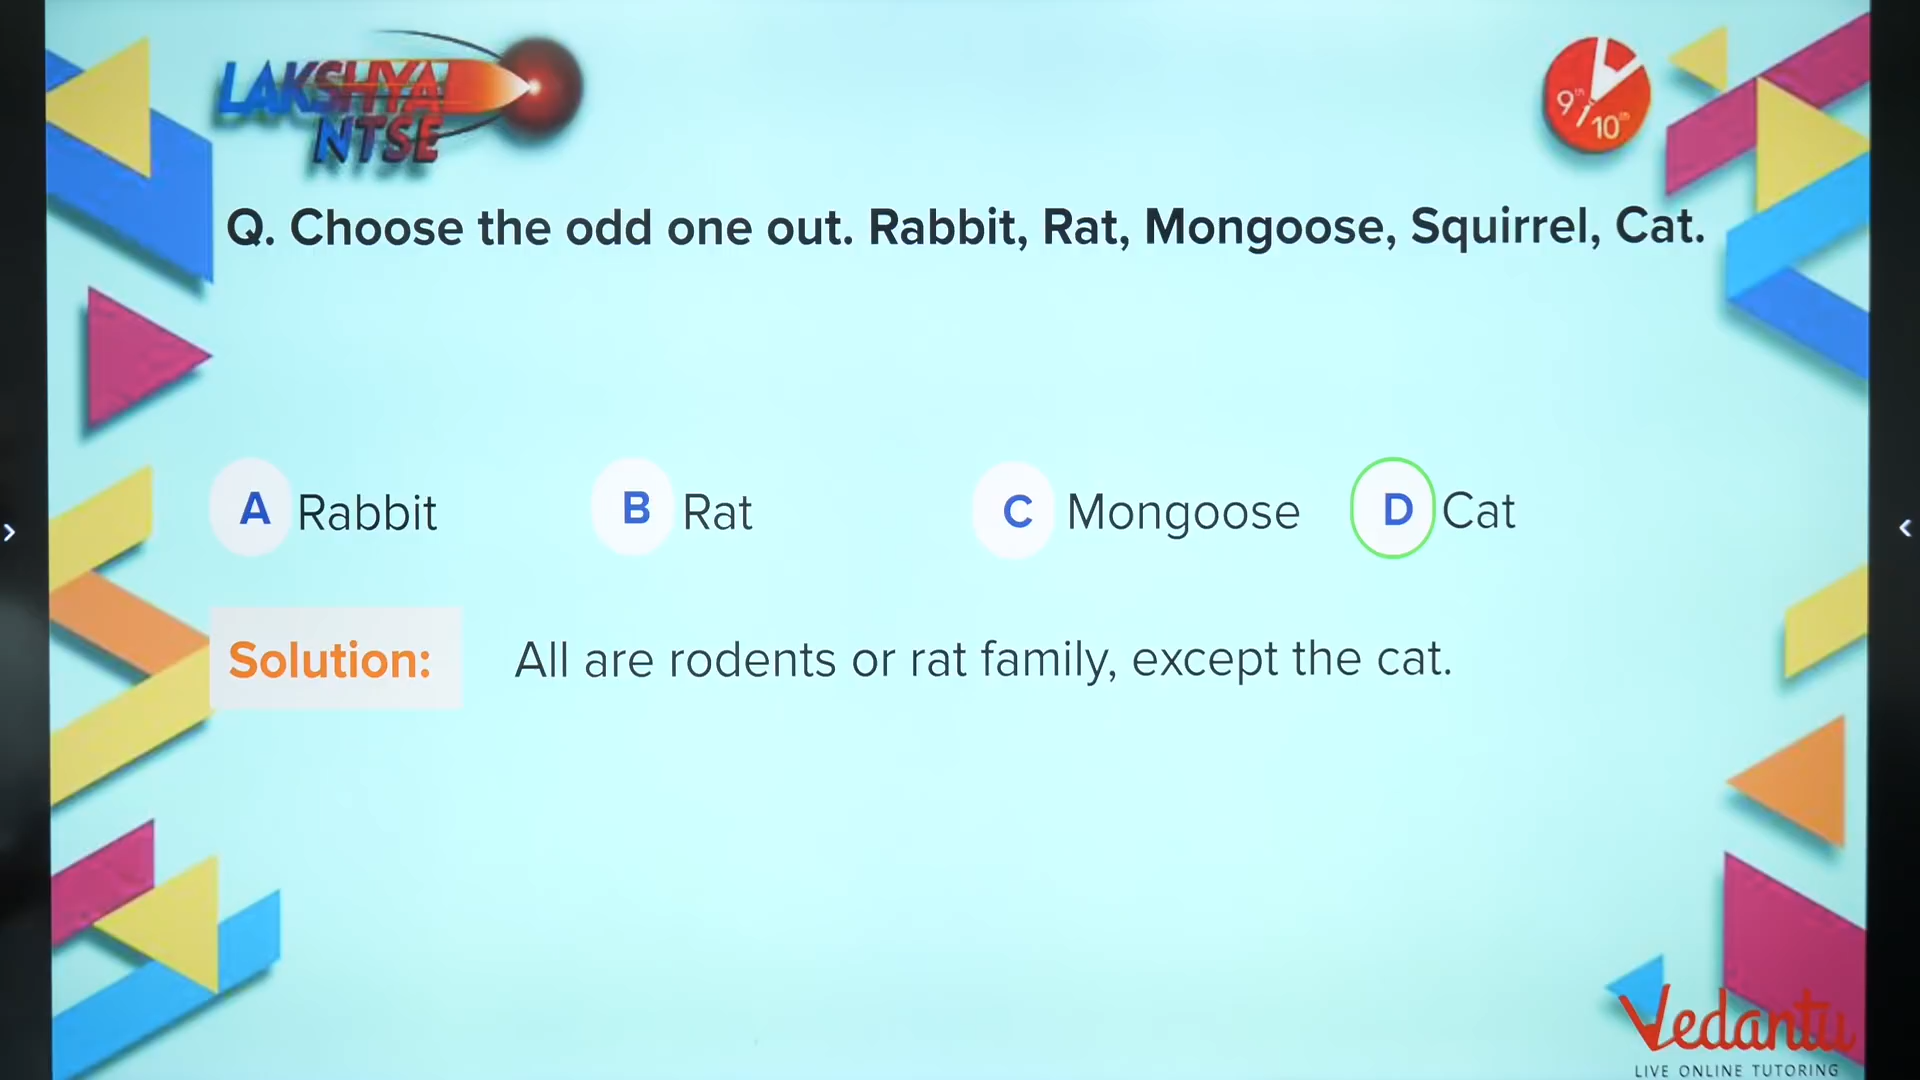 LAKSHYA
NTSE
9th/10th
Q. Choose the odd one out. Rabbit, Rat, Mongoose, Squirrel, Cat.
A Rabbit B Rat C Mongoose D Cat
Solution: All are rodents or rat family, except the cat.
Vedantu
LIVE ONLINE TUTORING